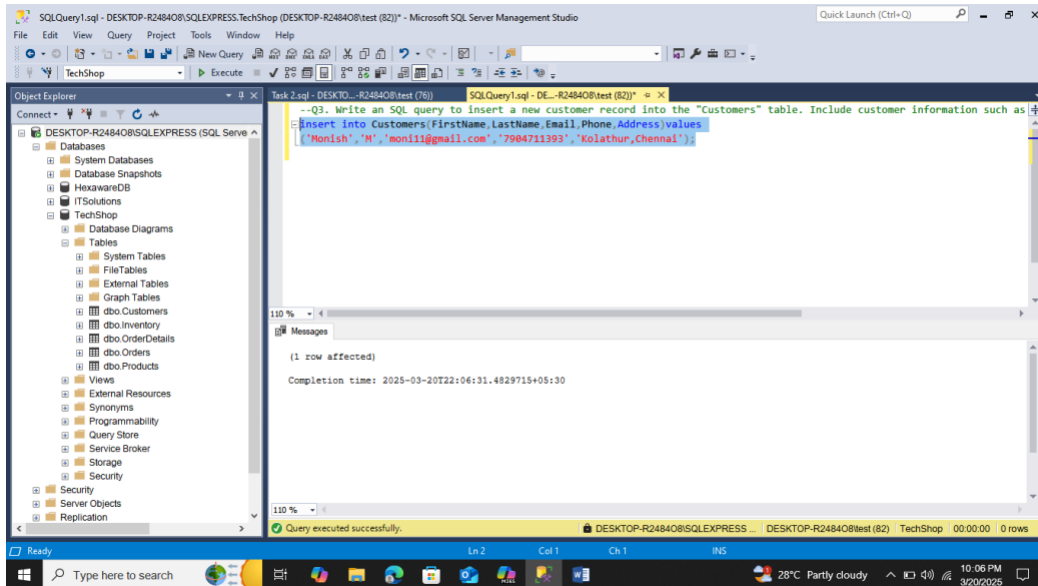 SQLQuery1.sql - DESKTOP-R2484O8\SQLEXPRESS.TechShop (DESKTOP-R2484O8\test (82))* - Microsoft SQL Server Management Studio
Quick Launch (Ctrl+Q)
File Edit View Query Project Tools Window Help
New Query
TechShop
Execute
Object Explorer
Task 2.sql - DESKTO...-R2484O8\test (76))
SQLQuery1.sql - DE...-R2484O8\test (82))*
Connect
DESKTOP-R2484O8\SQLEXPRESS (SQL Serve
Databases
System Databases
Database Snapshots
HexawareDB
ITSolutions
TechShop
Database Diagrams
Tables
System Tables
FileTables
External Tables
Graph Tables
dbo.Customers
dbo.Inventory
dbo.OrderDetails
dbo.Orders
dbo.Products
Views
External Resources
Synonyms
Programmability
Query Store
Service Broker
Storage
Security
Security
Server Objects
Replication
--Q3. Write an SQL query to insert a new customer record into the "Customers" table. Include customer information such as
insert into Customers(FirstName,LastName,Email,Phone,Address)values
('Monish','M','moni11@gmail.com','7904711393','Kolathur,Chennai');
110 %
Messages
(1 row affected)
Completion time: 2025-03-20T22:06:31.4829715+05:30
110 %
Query executed successfully.
DESKTOP-R2484O8\SQLEXPRESS ... DESKTOP-R2484O8\test (82) TechShop 00:00:00 0 rows
Ready Ln 2 Col 1 Ch 1 INS
Type here to search
28°C Partly cloudy
10:06 PM
3/20/2025